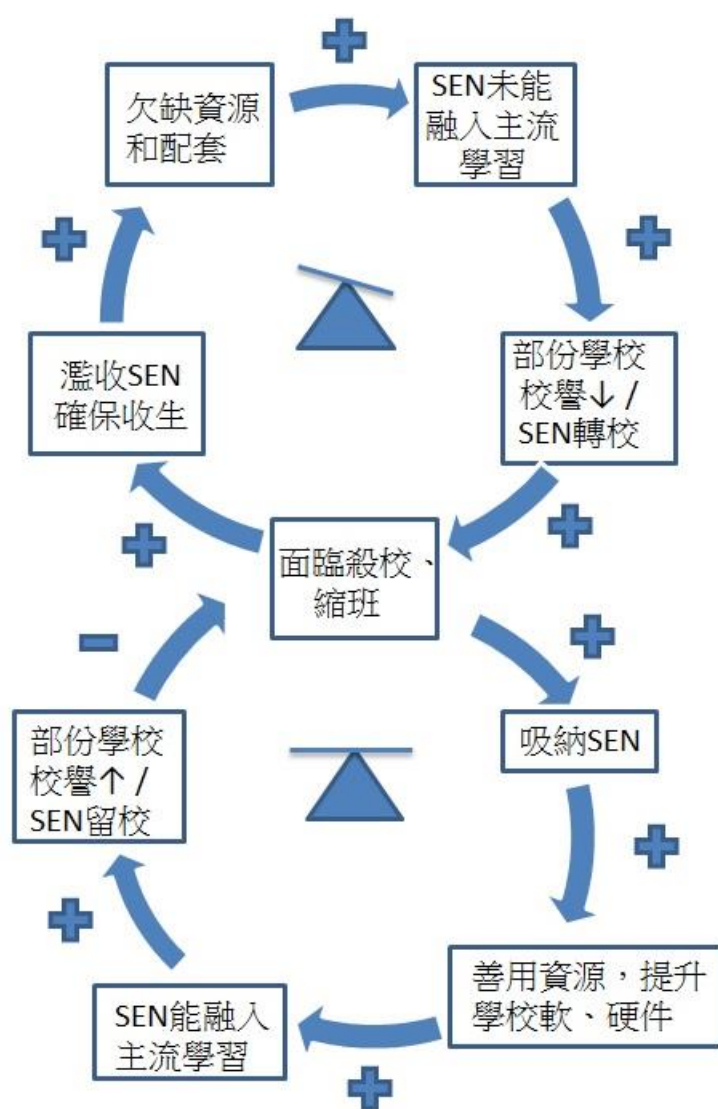 欠缺資源
和配套
SEN未能
融入主流
學習
濫收SEN
確保收生
部份學校
校譽↓ /
SEN轉校
面臨殺校、
縮班
部份學校
校譽↑ /
SEN留校
吸納SEN
SEN能融入
主流學習
善用資源，提升
學校軟、硬件